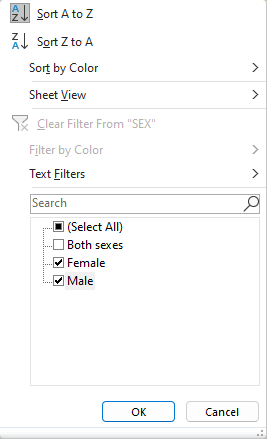 Sort A to Z
Sort Z to A
Sort by Color
Sheet View
Clear Filter From "SEX"
Filter by Color
Text Filters
Search
(Select All)
Both sexes
Female
Male
OK
Cancel